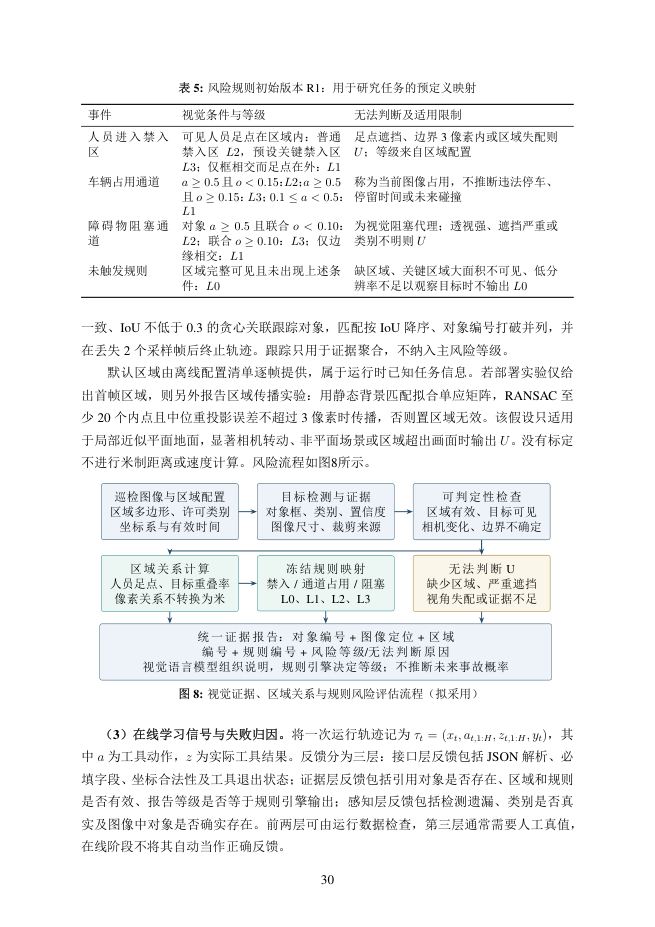 表 5: 风险规则初始版本 R1：用于研究任务的预定义映射
事件 视觉条件与等级 无法判断及适用限制
人员进入禁入区 可见人员足点在区域内：普通禁入区 L2，预设关键禁入区 L3；仅框相交而足点在外：L1 足点遮挡、边界 3 像素内或区域失配则 U；等级来自区域配置
车辆占用通道 a ≥ 0.5 且 o < 0.15：L2；a ≥ 0.5 且 o ≥ 0.15：L3；0.1 ≤ a < 0.5：L1 称为当前图像占用，不推断违法停车、停留时间或未来碰撞
障碍物阻塞通道 对象 a ≥ 0.5 且联合 o < 0.10：L2；联合 o ≥ 0.10：L3；仅边缘相交：L1 为视觉阻塞代理；透视强、遮挡严重或类别不明则 U
未触发规则 区域完整可见且未出现上述条件：L0 缺区域、关键区域大面积不可见、低分辨率不足以观察目标时不输出 L0
一致、IoU 不低于 0.3 的贪心关联跟踪对象，匹配按 IoU 降序、对象编号打破并列，并
在丢失 2 个采样帧后终止轨迹。跟踪只用于证据聚合，不纳入主风险等级。
默认区域由离线配置清单逐帧提供，属于运行时已知任务信息。若部署实验仅给
出首帧区域，则另外报告区域传播实验：用静态背景匹配拟合单应矩阵，RANSAC 至
少 20 个内点且中位重投影误差不超过 3 像素时传播，否则置区域无效。该假设只适用
于局部近似平面地面，显著相机转动、非平面场景或区域超出画面时输出 U。没有标定
不进行米制距离或速度计算。风险流程如图8所示。
巡检图像与区域配置
区域多边形、许可类别
坐标系与有效时间
目标检测与证据
对象框、类别、置信度
图像尺寸、裁剪来源
可判定性检查
区域有效、目标可见
相机变化、边界不确定
区域关系计算
人员足点、目标重叠率
像素关系不转换为米
冻结规则映射
禁入 / 通道占用 / 阻塞
L0、L1、L2、L3
无法判断 U
缺少区域、严重遮挡
视角失配或证据不足
统一证据报告：对象编号 + 图像定位 + 区域
编号 + 规则编号 + 风险等级/无法判断原因
视觉语言模型组织说明，规则引擎决定等级；不推断未来事故概率
图 8: 视觉证据、区域关系与规则风险评估流程（拟采用）
（3）在线学习信号与失败归因。将一次运行轨迹记为 τt = (xt, at,1:H, zt,1:H, yt)，其
中 a 为工具动作，z 为实际工具结果。反馈分为三层：接口层反馈包括 JSON 解析、必
填字段、坐标合法性及工具退出状态；证据层反馈包括引用对象是否存在、区域和规则
是否有效、报告等级是否等于规则引擎输出；感知层反馈包括检测遗漏、类别是否真
实及图像中对象是否确实存在。前两层可由运行数据检查，第三层通常需要人工真值，
在线阶段不将其自动当作正确反馈。
30